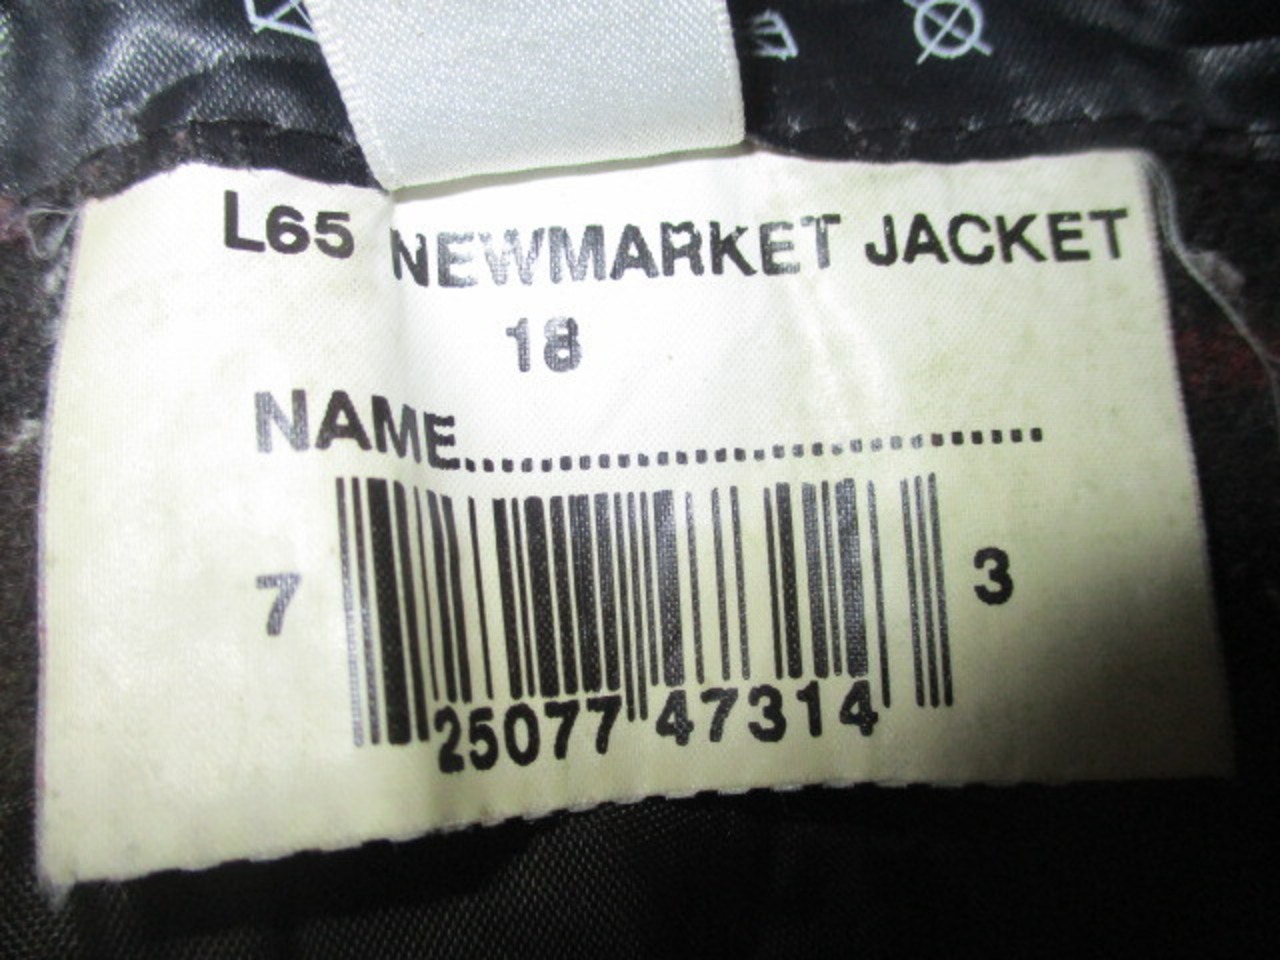 L65 NEWMARKET JACKET
18
NAME................................
7 25077 47314 3